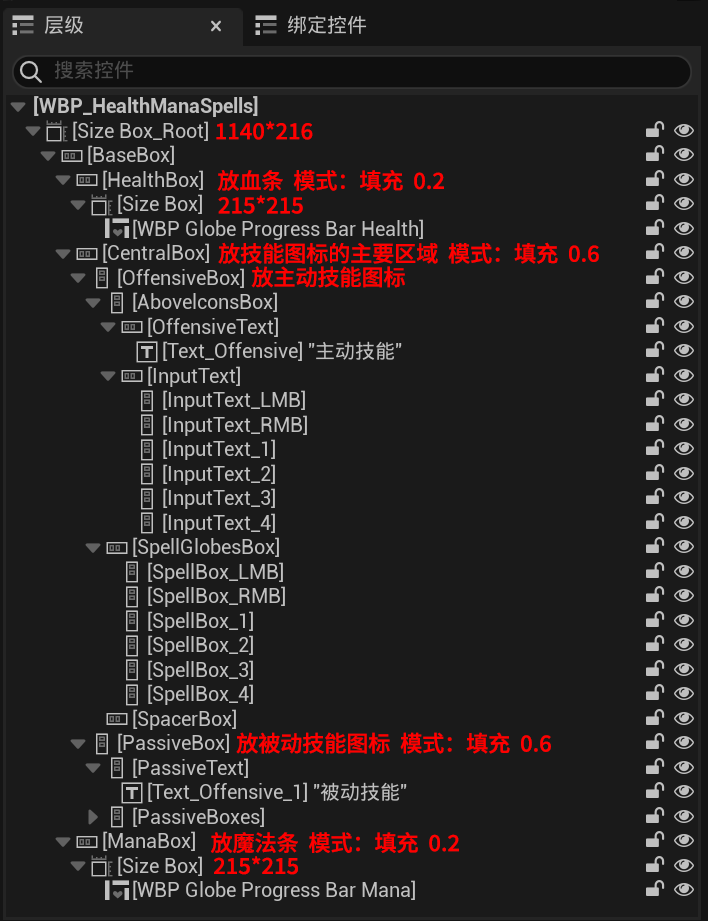 层级 × 绑定控件
搜索控件
[WBP_HealthManaSpells]
[Size Box_Root] 1140*216
[BaseBox]
[HealthBox] 放血条 模式：填充 0.2
[Size Box] 215*215
[WBP Globe Progress Bar Health]
[CentralBox] 放技能图标的主要区域 模式：填充 0.6
[OffensiveBox] 放主动技能图标
[AboveIconsBox]
[OffensiveText]
[Text_Offensive] "主动技能"
[InputText]
[InputText_LMB]
[InputText_RMB]
[InputText_1]
[InputText_2]
[InputText_3]
[InputText_4]
[SpellGlobesBox]
[SpellBox_LMB]
[SpellBox_RMB]
[SpellBox_1]
[SpellBox_2]
[SpellBox_3]
[SpellBox_4]
[SpacerBox]
[PassiveBox] 放被动技能图标 模式：填充 0.6
[PassiveText]
[Text_Offensive_1] "被动技能"
[PassiveBoxes]
[ManaBox] 放魔法条 模式：填充 0.2
[Size Box] 215*215
[WBP Globe Progress Bar Mana]